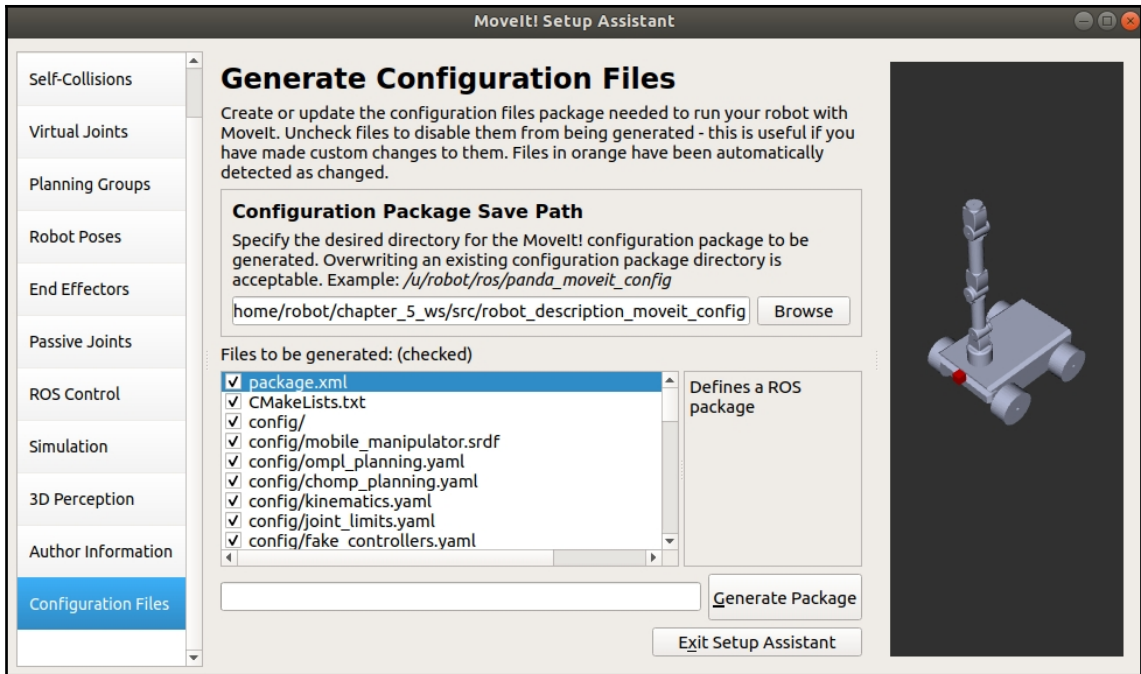 MoveIt! Setup Assistant
Self-Collisions
Virtual Joints
Planning Groups
Robot Poses
End Effectors
Passive Joints
ROS Control
Simulation
3D Perception
Author Information
Configuration Files
Generate Configuration Files
Create or update the configuration files package needed to run your robot with
MoveIt. Uncheck files to disable them from being generated - this is useful if you
have made custom changes to them. Files in orange have been automatically
detected as changed.
Configuration Package Save Path
Specify the desired directory for the MoveIt! configuration package to be
generated. Overwriting an existing configuration package directory is
acceptable. Example: /u/robot/ros/panda_moveit_config
home/robot/chapter_5_ws/src/robot_description_moveit_config
Browse
Files to be generated: (checked)
package.xml
CMakeLists.txt
config/
config/mobile_manipulator.srdf
config/ompl_planning.yaml
config/chomp_planning.yaml
config/kinematics.yaml
config/joint_limits.yaml
config/fake_controllers.yaml
Defines a ROS
package
Generate Package
Exit Setup Assistant